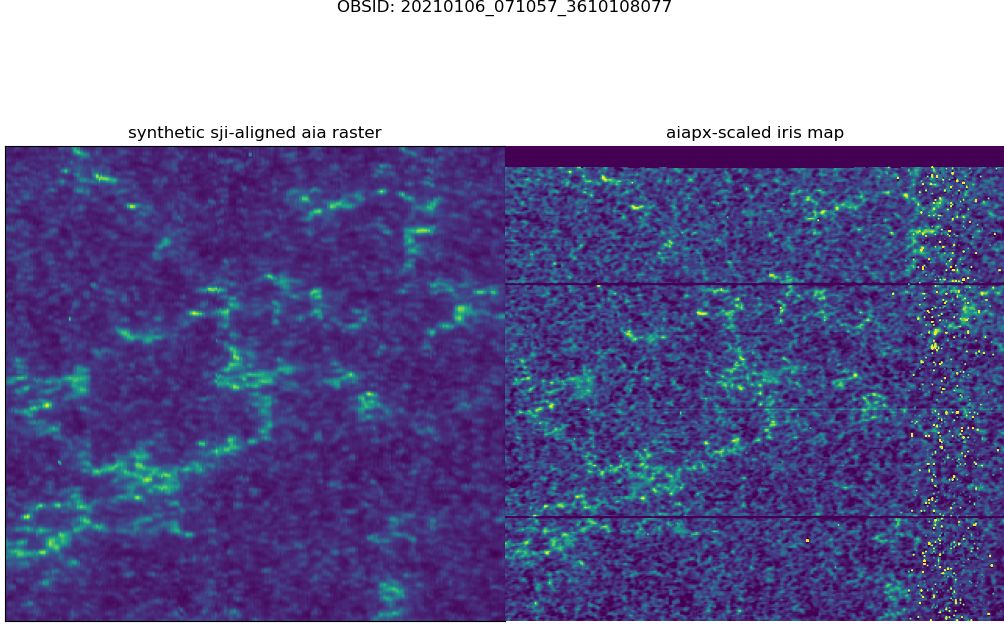 OBSID: 20210106_071057_3610108077
synthetic sji-aligned aia raster
aiapx-scaled iris map